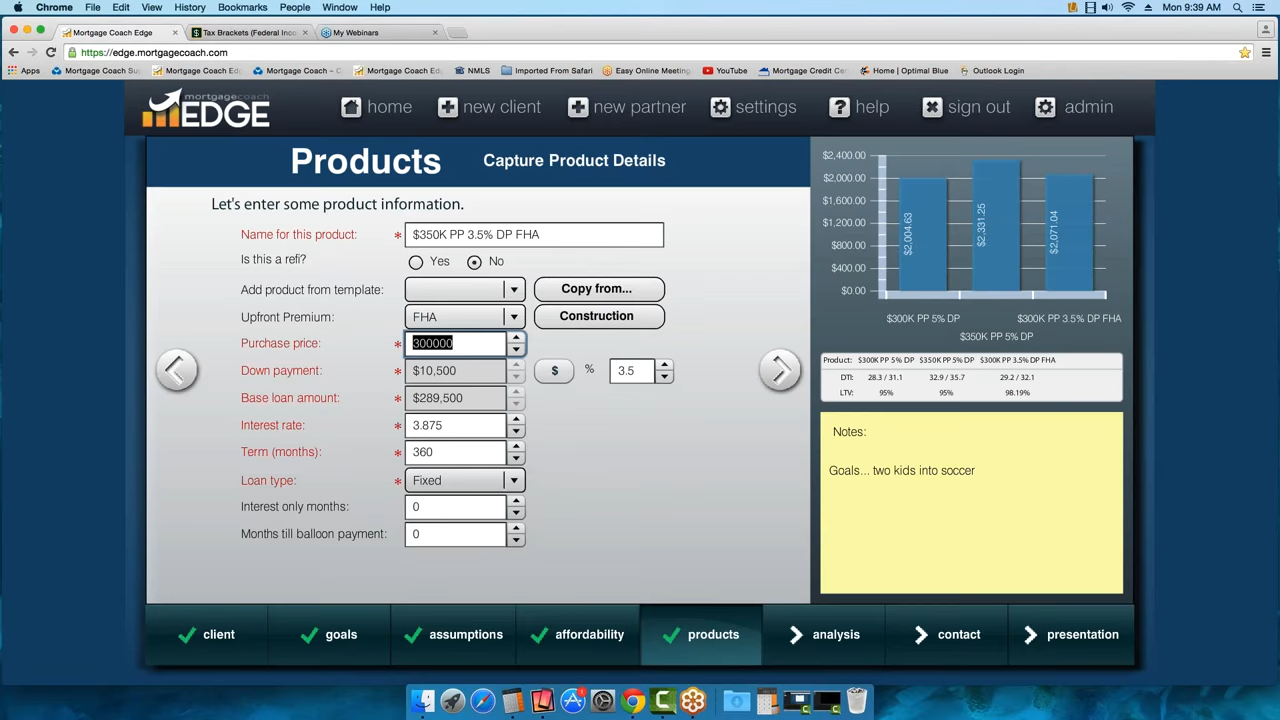 Chrome File Edit View History Bookmarks People Window Help Mon 9:39 AM
Mortgage Coach Edge × Tax Brackets (Federal Inco × My Webinars ×
https://edge.mortgagecoach.com
Apps Mortgage Coach Su Mortgage Coach Edg Mortgage Coach – C Mortgage Coach Ed NMLS Imported From Safari Easy Online Meeting YouTube Mortgage Credit Cer Home | Optimal Blue Outlook Login
mortgagecoach
EDGE
home new client new partner settings help sign out admin
Products Capture Product Details
Let's enter some product information.
Name for this product: * $350K PP 3.5% DP FHA
Is this a refi? Yes No
Add product from template: Copy from...
Upfront Premium: FHA Construction
Purchase price: * 300000
Down payment: * $10,500 $ % 3.5
Base loan amount: * $289,500
Interest rate: * 3.875
Term (months): * 360
Loan type: * Fixed
Interest only months: 0
Months till balloon payment: 0
$2,400.00
$2,000.00
$1,600.00
$1,200.00
$800.00
$400.00
$0.00
$2,004.63
$2,331.25
$2,071.04
$300K PP 5% DP $300K PP 3.5% DP FHA
$350K PP 5% DP
Product: $300K PP 5% DP $350K PP 5% DP $300K PP 3.5% DP FHA
DTI: 28.3 / 31.1 32.9 / 35.7 29.2 / 32.1
LTV: 95% 95% 98.19%
Notes:
Goals... two kids into soccer
client goals assumptions affordability products analysis contact presentation